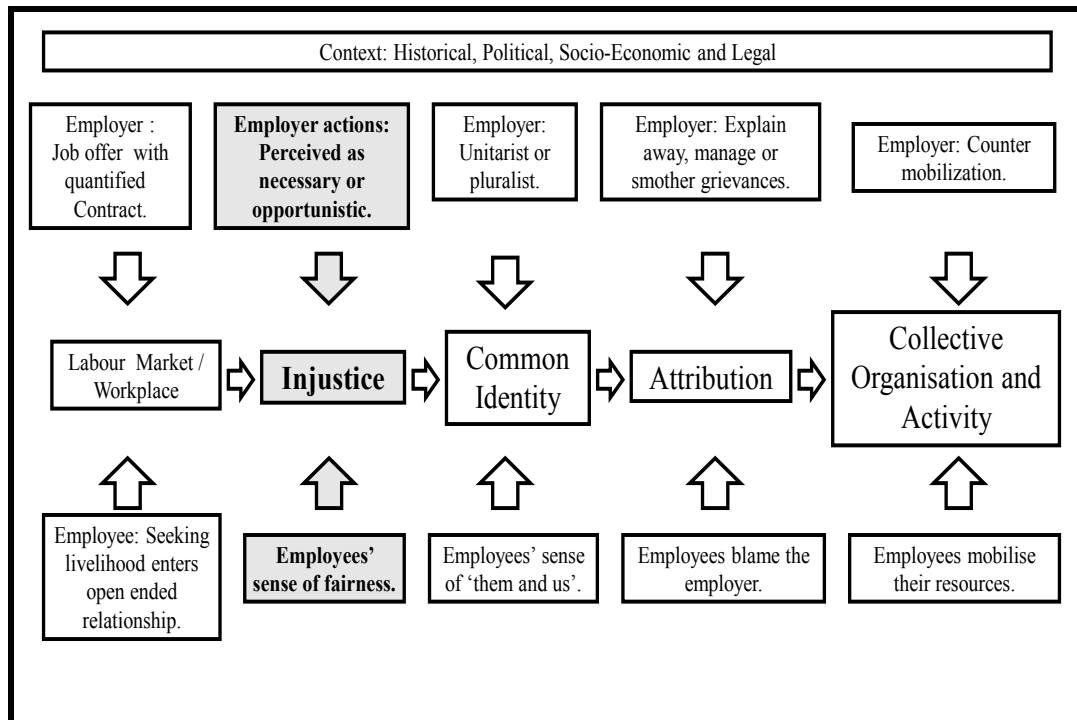 Context: Historical, Political, Socio-Economic and Legal
Employer :
Job offer with
quantified
Contract.
Employer actions:
Perceived as
necessary or
opportunistic.
Employer:
Unitarist or
pluralist.
Employer: Explain
away, manage or
smother grievances.
Employer: Counter
mobilization.
Labour Market /
Workplace
Injustice
Common
Identity
Attribution
Collective
Organisation and
Activity
Employee: Seeking
livelihood enters
open ended
relationship.
Employees’
sense of fairness.
Employees’ sense
of ‘them and us’.
Employees blame the
employer.
Employees mobilise
their resources.